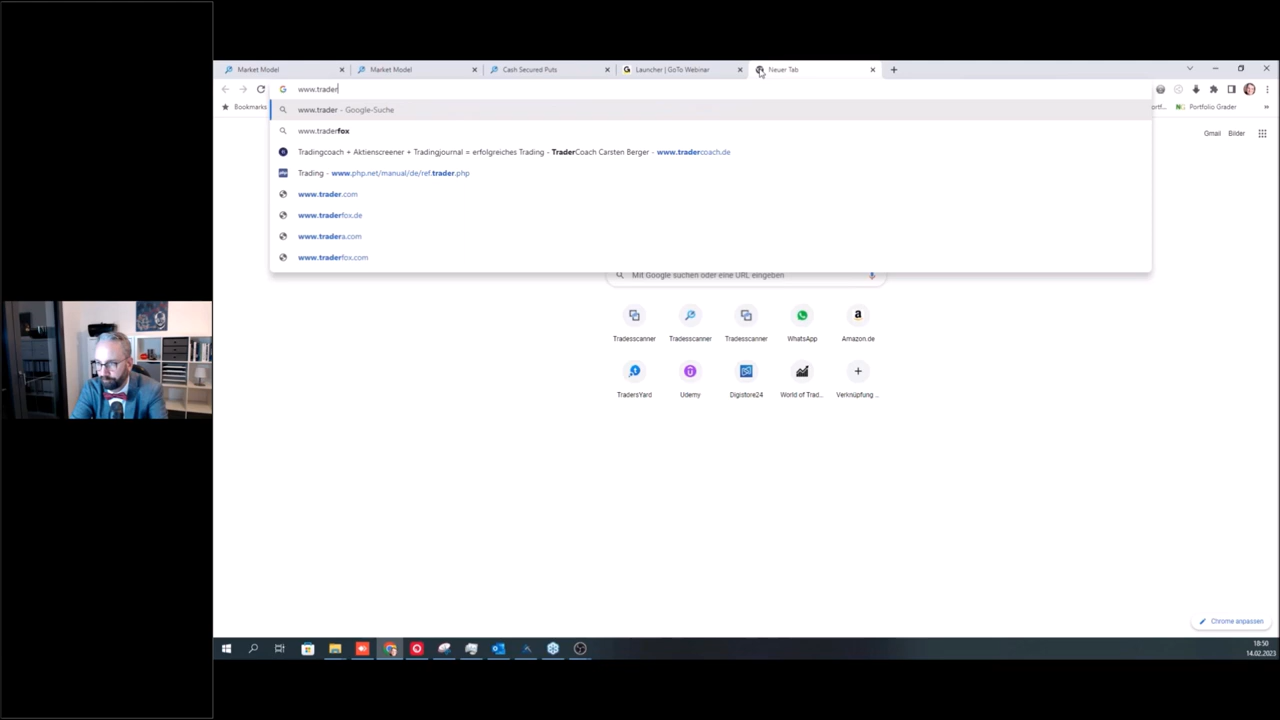 Market Model
Market Model
Cash Secured Puts
Launcher | GoTo Webinar
Neuer Tab
www.trader
Bookmarks
Portfolio Grader
www.trader - Google-Suche
www.traderfox
Tradingcoach + Aktienscreener + Tradingjournal = erfolgreiches Trading - TraderCoach Carsten Berger - www.tradercoach.de
Trading - www.php.net/manual/de/ref.trader.php
www.trader.com
www.traderfox.de
www.tradera.com
www.traderfox.com
Gmail
Bilder
Mit Google suchen oder eine URL eingeben
Tradesscanner
Tradesscanner
Tradesscanner
WhatsApp
Amazon.de
TradersYard
Udemy
Digistore24
World of Trad...
Verknüpfung ...
Chrome anpassen
18:50
14.02.2023